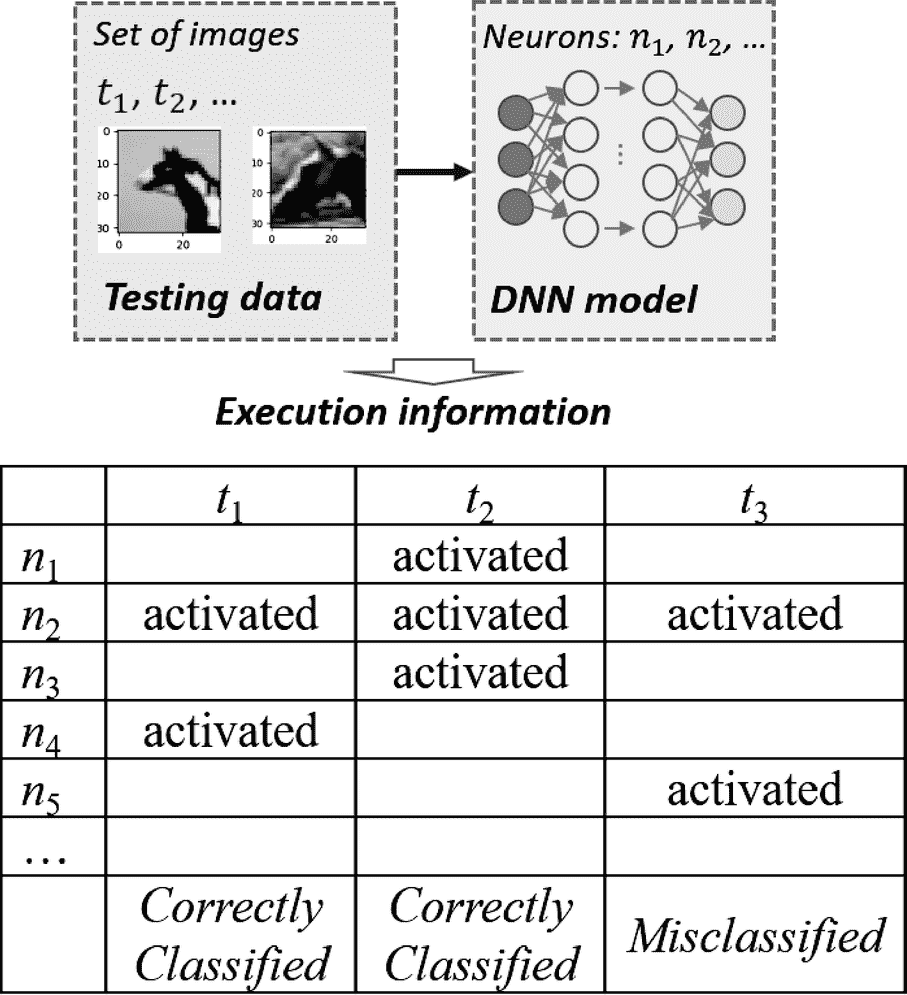 Set of images
t₁, t₂, ...
0
10
20
30
0
20
0
10
20
30
0
20
Testing data
Neurons: n₁, n₂, ...
⋮
DNN model
Execution information
t₁ t₂ t₃
n₁ activated
n₂ activated activated activated
n₃ activated
n₄ activated
n₅ activated
...
Correctly Correctly Misclassified
Classified Classified